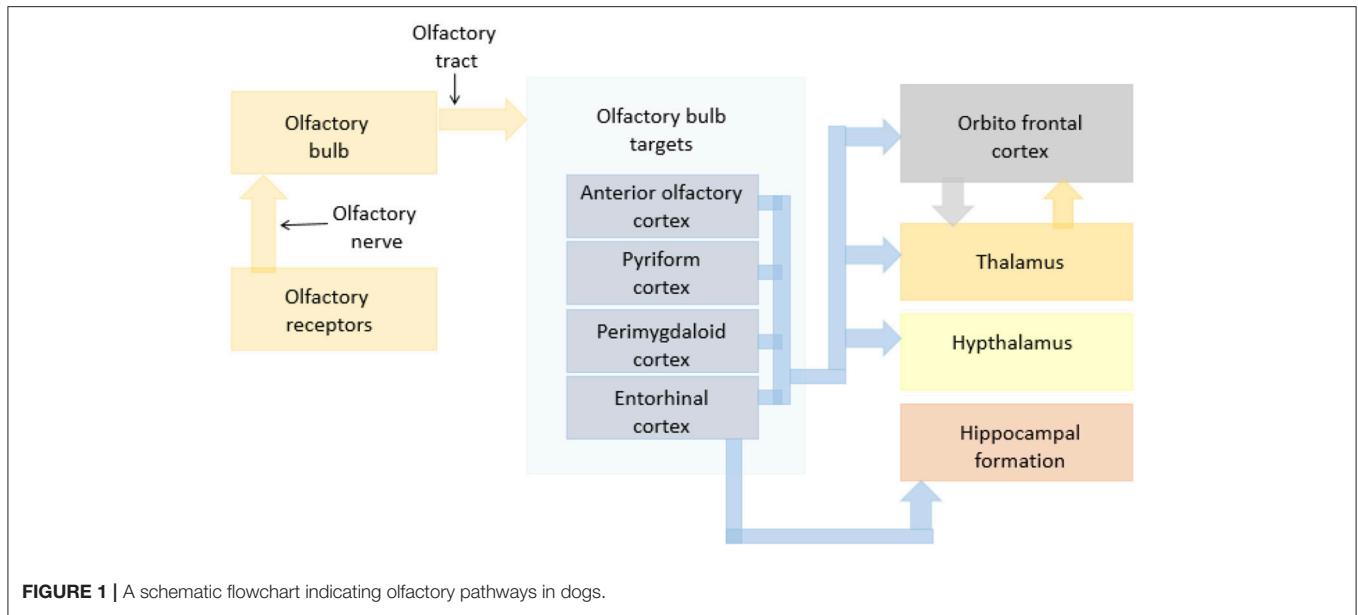 Olfactory
tract
Olfactory
bulb
Olfactory
nerve
Olfactory
receptors
Olfactory bulb
targets
Anterior olfactory
cortex
Pyriform
cortex
Perimygdaloid
cortex
Entorhinal
cortex
Orbito frontal
cortex
Thalamus
Hypthalamus
Hippocampal
formation
FIGURE 1 | A schematic flowchart indicating olfactory pathways in dogs.